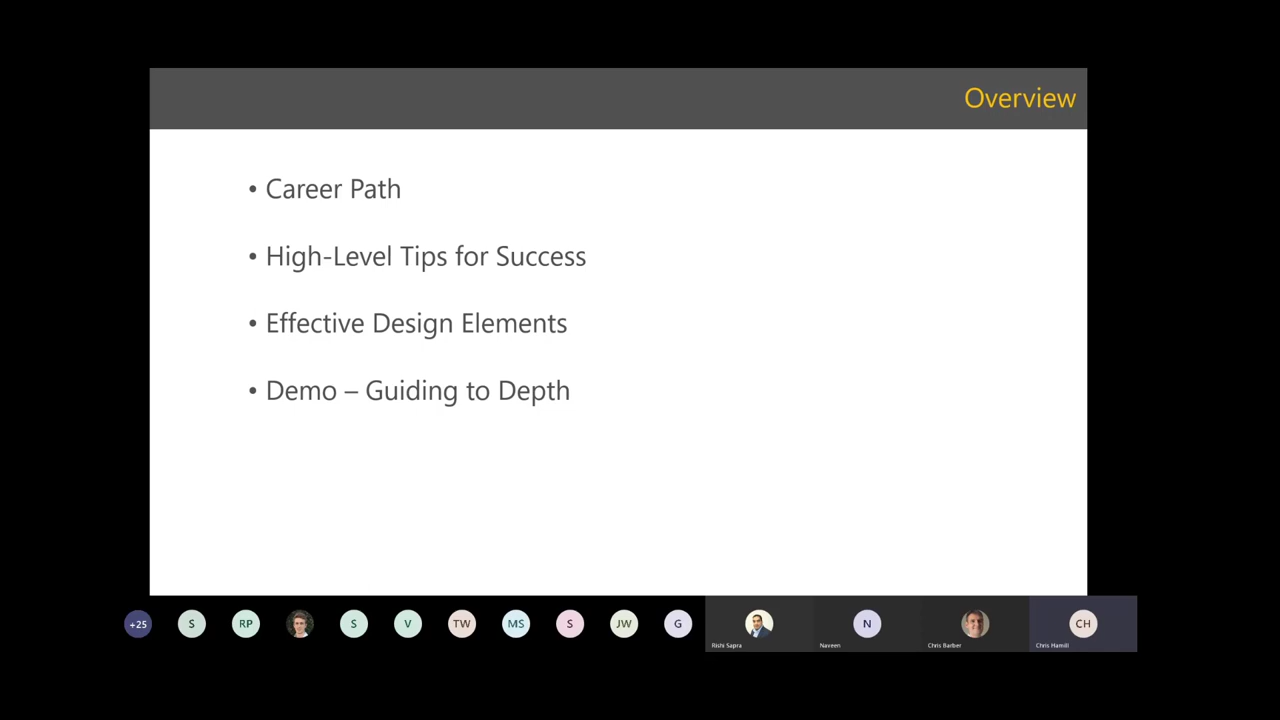 Overview
• Career Path
• High-Level Tips for Success
• Effective Design Elements
• Demo – Guiding to Depth
+25 S RP S V TW MS S JW G N CH
Rishi Sapra Naveen Chris Barber Chris Hamill